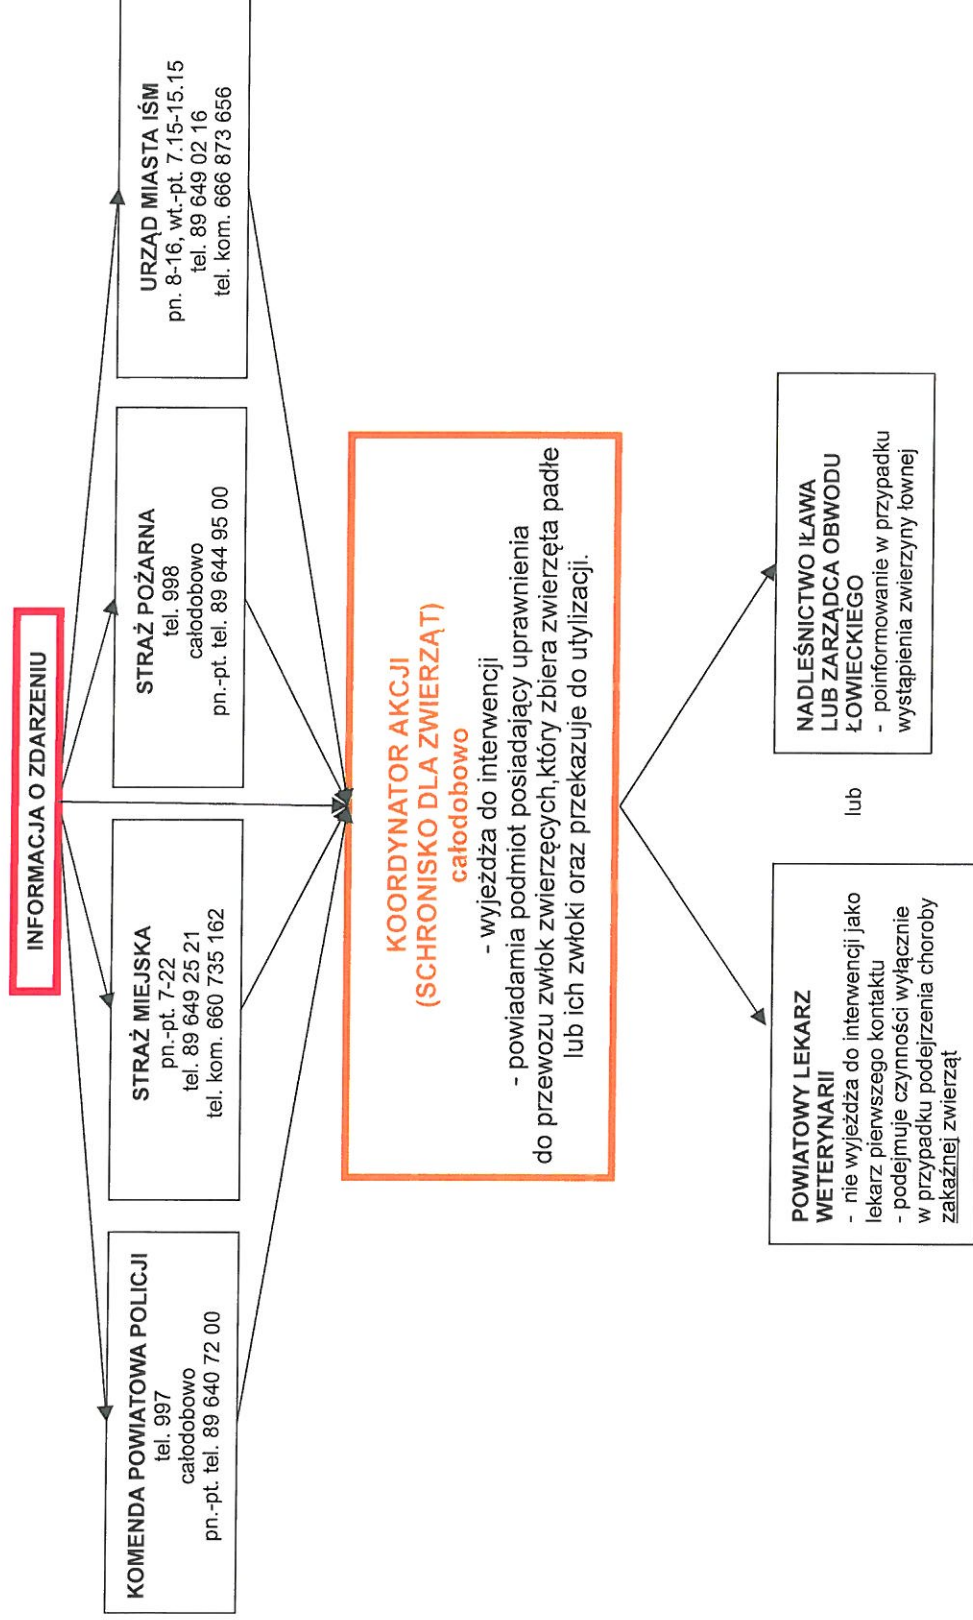 INFORMACJA O ZDARZENIU
KOMENDA POWIATOWA POLICJI
tel. 997
całodobowo
pn.-pt. tel. 89 640 72 00
STRAŻ MIEJSKA
pn.-pt. 7-22
tel. 89 649 25 21
tel. kom. 660 735 162
STRAŻ POŻARNA
tel. 998
całodobowo
pn.-pt. tel. 89 644 95 00
URZĄD MIASTA IŚM
pn. 8-16, wt.-pt. 7.15-15.15
tel. 89 649 02 16
tel. kom. 666 873 656
KOORDYNATOR AKCJI
(SCHRONISKO DLA ZWIERZĄT)
całodobowo
- wyjeżdża do interwencji
- powiadamia podmiot posiadający uprawnienia
do przewozu zwłok zwierzęcych,który zbiera zwierzęta padłe
lub ich zwłoki oraz przekazuje do utylizacji.
POWIATOWY LEKARZ
WETERYNARII
- nie wyjeżdża do interwencji jako
lekarz pierwszego kontaktu
- podejmuje czynności wyłącznie
w przypadku podejrzenia choroby
zakaźnej zwierząt
lub
NADLEŚNICTWO IŁAWA
LUB ZARZĄDCA OBWODU
ŁOWIECKIEGO
- poinformowanie w przypadku
wystąpienia zwierzyny łownej